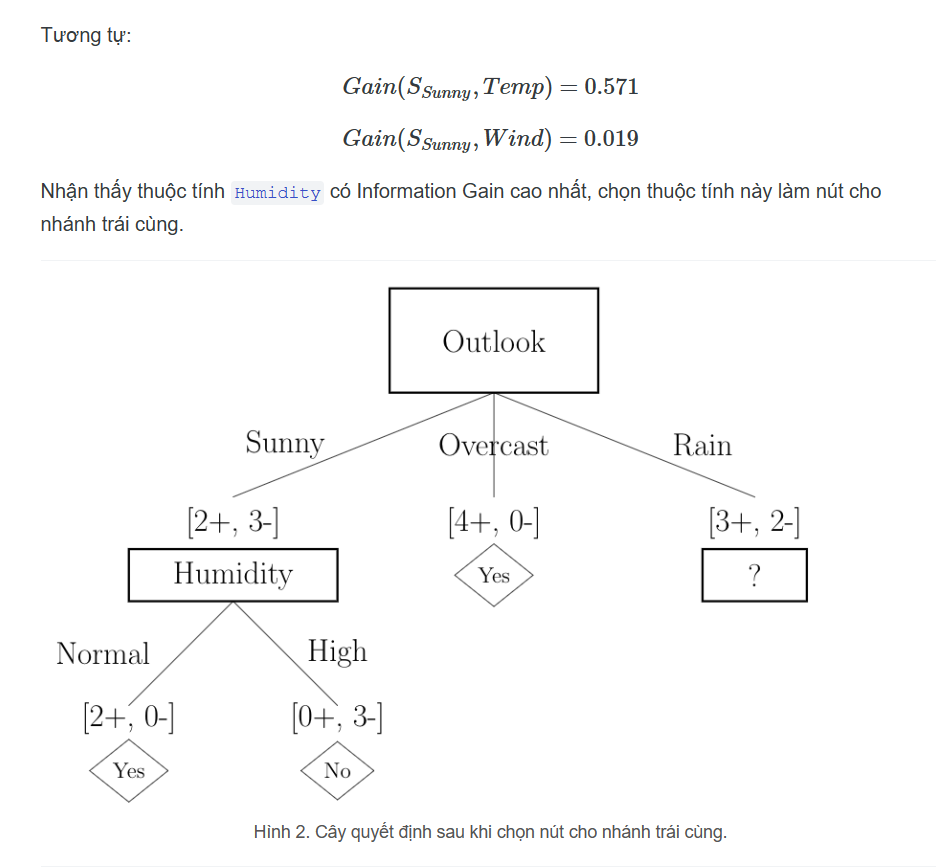 Tương tự:
Gain(S_Sunny, Temp) = 0.571
Gain(S_Sunny, Wind) = 0.019
Nhận thấy thuộc tính Humidity có Information Gain cao nhất, chọn thuộc tính này làm nút cho
nhánh trái cùng.
Outlook
Sunny Overcast Rain
[2+, 3-] [4+, 0-] [3+, 2-]
Humidity Yes ?
Normal High
[2+, 0-] [0+, 3-]
Yes No
Hình 2. Cây quyết định sau khi chọn nút cho nhánh trái cùng.